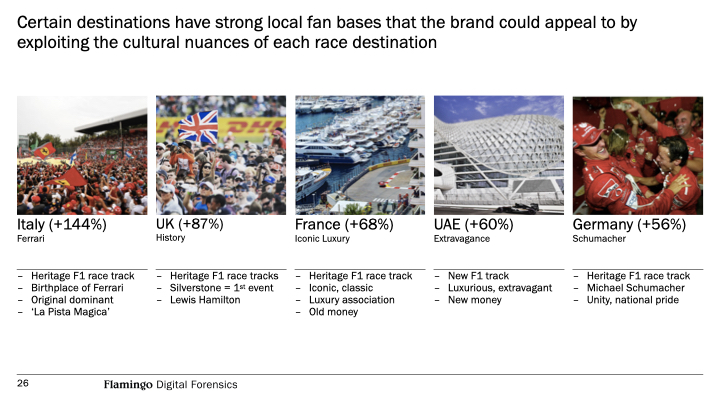 Certain destinations have strong local fan bases that the brand could appeal to by
exploiting the cultural nuances of each race destination
DHL
Italy (+144%)
Ferrari
– Heritage F1 race track
– Birthplace of Ferrari
– Original dominant
– ‘La Pista Magica’
UK (+87%)
History
– Heritage F1 race tracks
– Silverstone = 1st event
– Lewis Hamilton
France (+68%)
Iconic Luxury
– Heritage F1 race track
– Iconic, classic
– Luxury association
– Old money
UAE (+60%)
Extravagance
– New F1 track
– Luxurious, extravagant
– New money
Germany (+56%)
Schumacher
– Heritage F1 race track
– Michael Schumacher
– Unity, national pride
26
Flamingo Digital Forensics